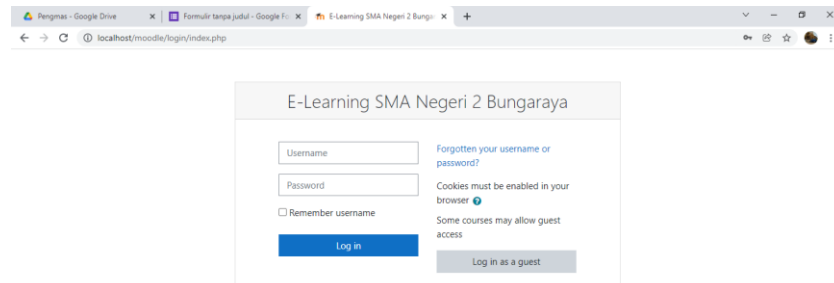 Pengmas - Google Drive
Formulir tanpa judul - Google Fo
E-Learning SMA Negeri 2 Bunga
localhost/moodle/login/index.php
E-Learning SMA Negeri 2 Bungaraya
Username
Password
Remember username
Log in
Forgotten your username or
password?
Cookies must be enabled in your
browser
Some courses may allow guest
access
Log in as a guest